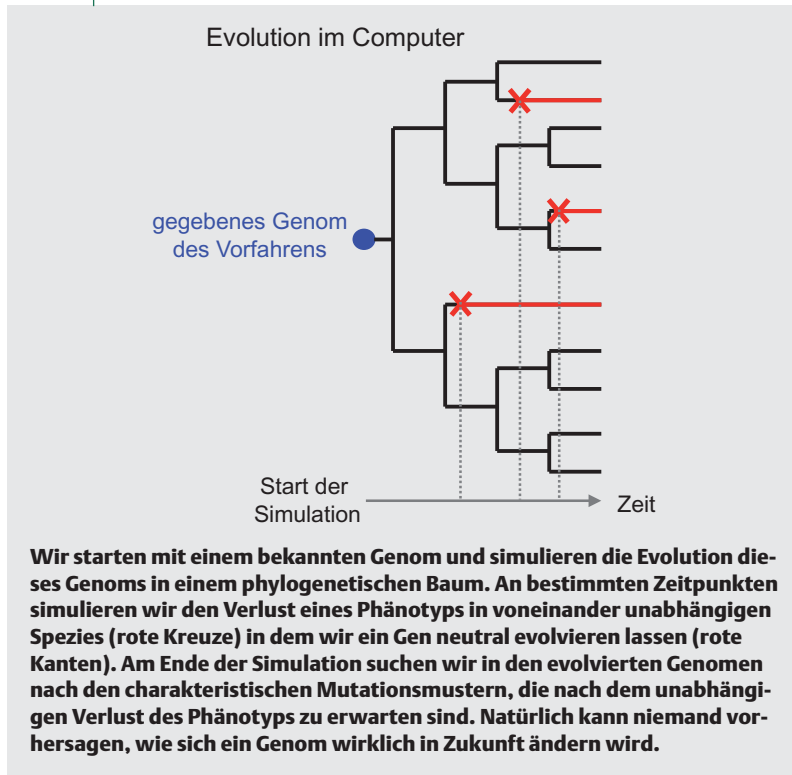 Evolution im Computer
gegebenes Genom
des Vorfahrens
Start der
Simulation
Zeit
Wir starten mit einem bekannten Genom und simulieren die Evolution die-
ses Genoms in einem phylogenetischen Baum. An bestimmten Zeitpunkten
simulieren wir den Verlust eines Phänotyps in voneinander unabhängigen
Spezies (rote Kreuze) in dem wir ein Gen neutral evolvieren lassen (rote
Kanten). Am Ende der Simulation suchen wir in den evolvierten Genomen
nach den charakteristischen Mutationsmustern, die nach dem unabhängi-
gen Verlust des Phänotyps zu erwarten sind. Natürlich kann niemand vor-
hersagen, wie sich ein Genom wirklich in Zukunft ändern wird.